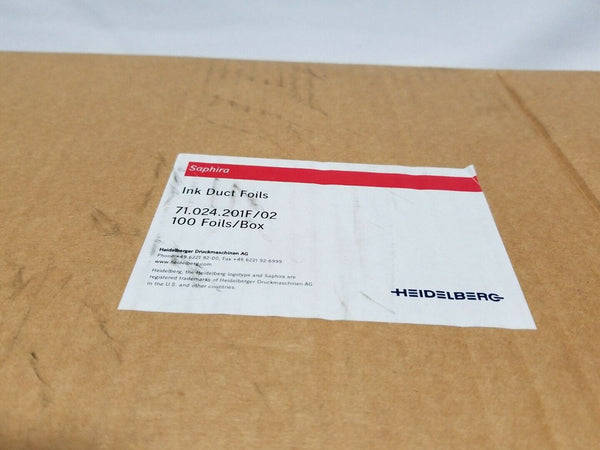 Saphira
Ink Duct Foils
71.024.201F/02
100 Foils/Box
Heidelberger Druckmaschinen AG
Phone +49 6221 92-00, Fax +49 6221 92-6999
www.heidelberg.com
Heidelberg, the Heidelberg logotype and Saphira are
registered trademarks of Heidelberger Druckmaschinen AG
in the U.S. and other countries.
HEIDELBERG